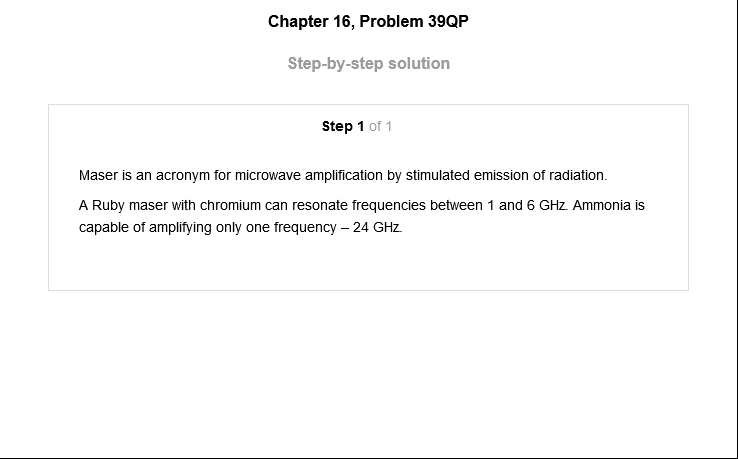 Chapter 16, Problem 39QP
Step-by-step solution
Step 1 of 1
Maser is an acronym for microwave amplification by stimulated emission of radiation.
A Ruby maser with chromium can resonate frequencies between 1 and 6 GHz. Ammonia is
capable of amplifying only one frequency – 24 GHz.